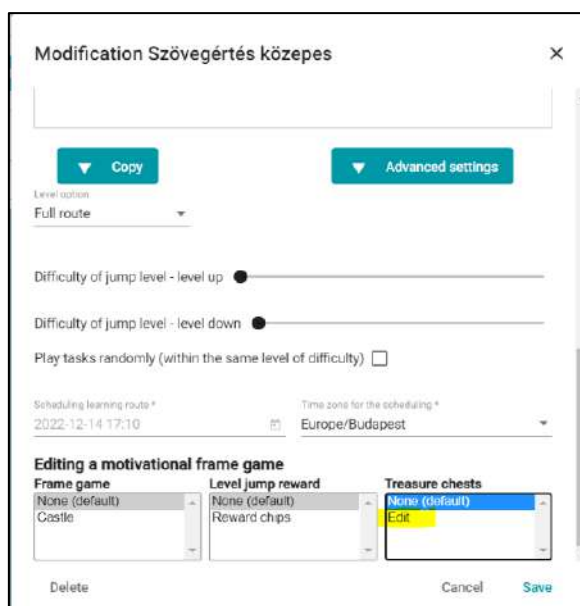 Modification Szövegértés közepes
Copy
Advanced settings
Level option
Full route
Difficulty of jump level - level up
Difficulty of jump level - level down
Play tasks randomly (within the same level of difficulty)
Scheduling learning route * Time zone for the scheduling *
2022-12-14 17:10 Europe/Budapest
Editing a motivational frame game
Frame game Level jump reward Treasure chests
None (default) None (default) None (default)
Castle Reward chips Edit
Delete Cancel Save